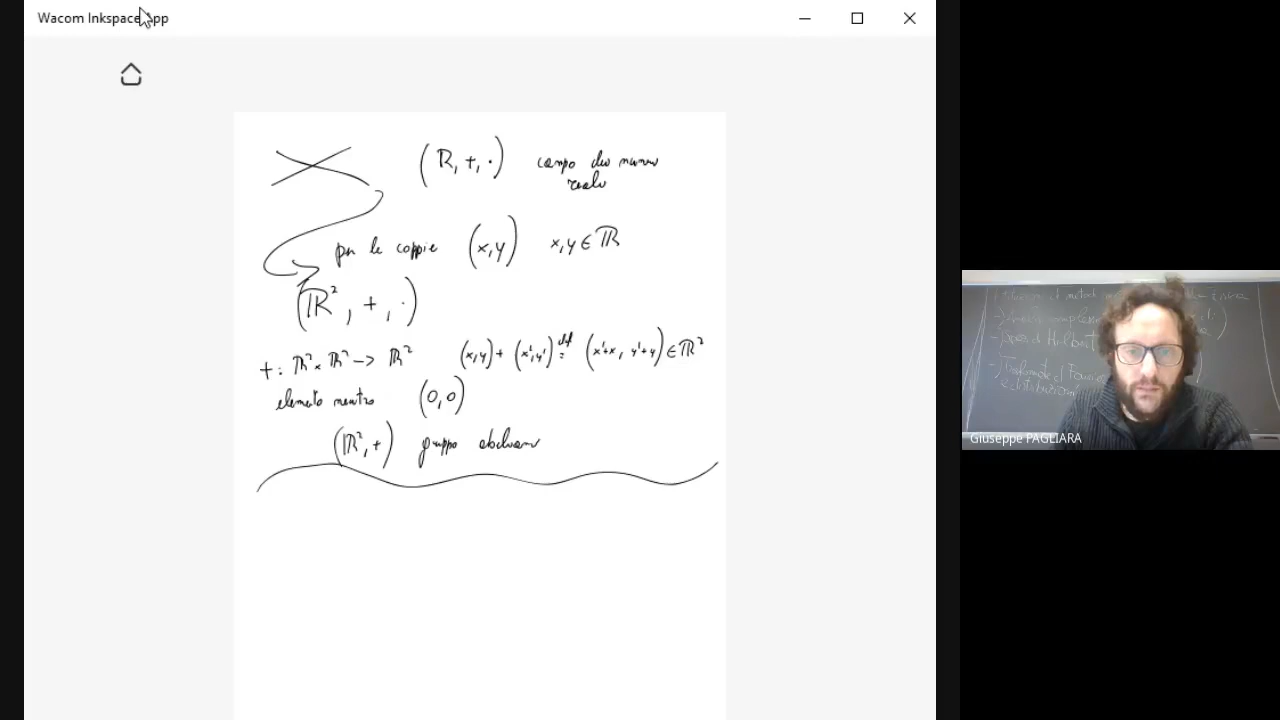 Wacom Inkspace App
(ℝ, +, ·) campo dei numeri
reali
per le coppie (x,y) x,y ∈ ℝ
(ℝ², +, ·)
+ : ℝ² × ℝ² -> ℝ² (x,y) + (x',y') def = (x'+x, y'+y) ∈ ℝ²
elemento neutro (0,0)
(ℝ², +) gruppo abeliano
Giuseppe PAGLIARA